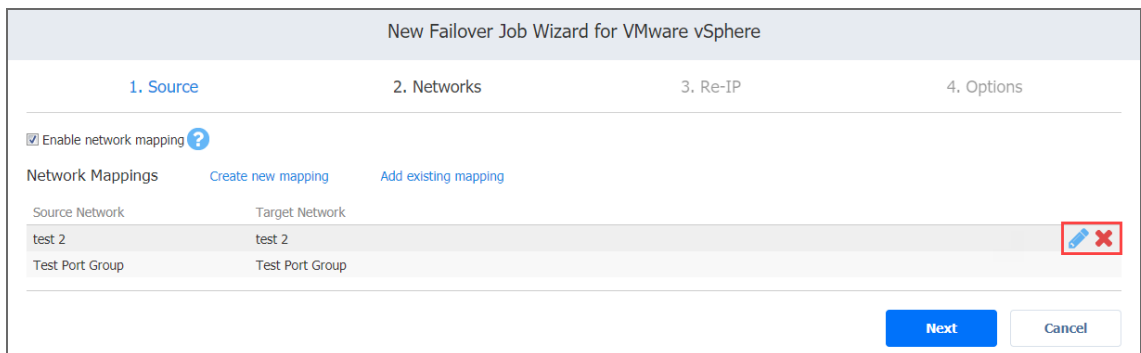 New Failover Job Wizard for VMware vSphere
1. Source 2. Networks 3. Re-IP 4. Options
Enable network mapping ?
Network Mappings Create new mapping Add existing mapping
Source Network Target Network
test 2 test 2
Test Port Group Test Port Group
Next Cancel